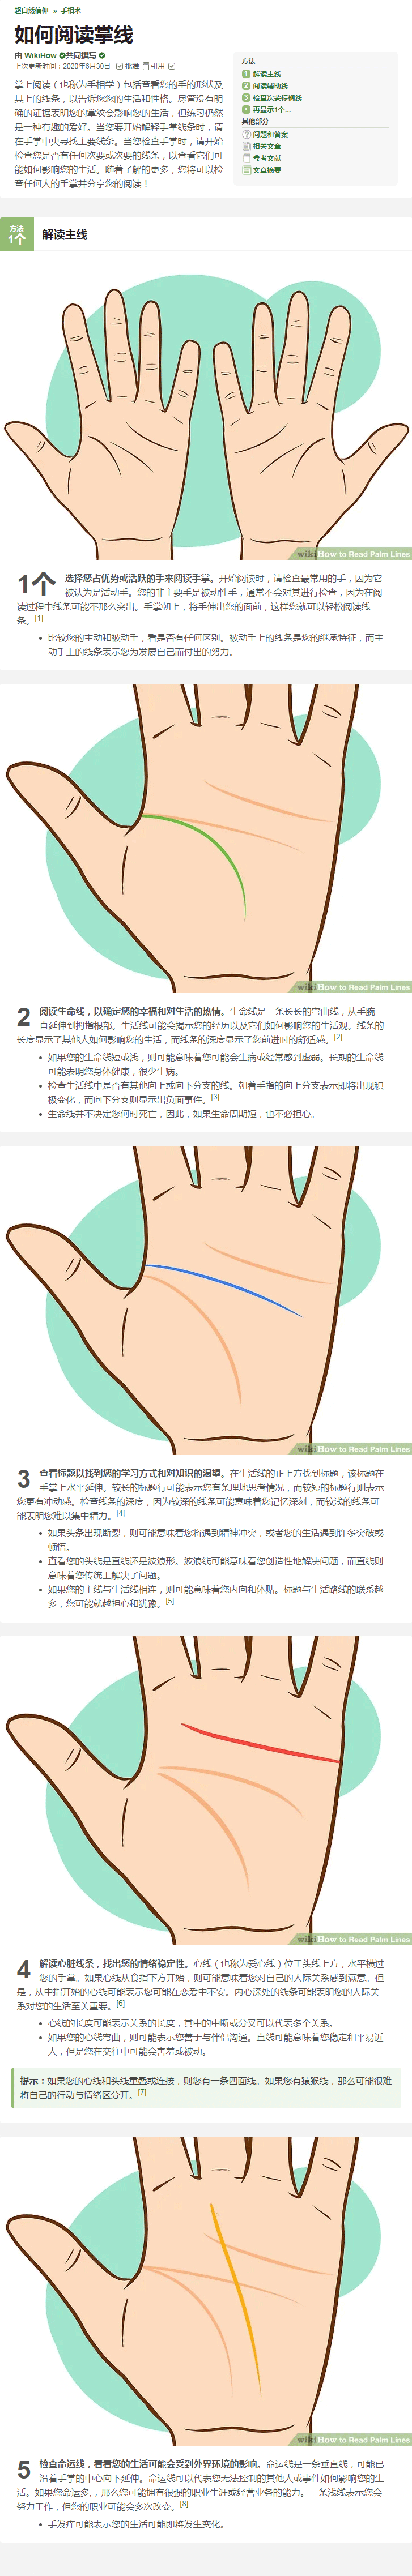 超自然信仰 » 手相术
如何阅读掌线
由 WikiHow 共同撰写
上次更新时间：2020年6月30日 批准 引用
掌上阅读（也称为手相学）包括查看您的手的形状及
其上的线条，以告诉您您的生活和性格。尽管没有明
确的证据表明您的掌纹会影响您的生活，但练习仍然
是一种有趣的爱好。当您要开始解释手掌线条时，请
在手掌中央寻找主要线条。当您检查手掌时，请开始
检查您是否有任何次要或次要的线条，以查看它们可
能如何影响您的生活。随着了解的更多，您将可以检
查任何人的手掌并分享您的阅读！
方法
1 解读主线
2 阅读辅助线
3 检查次要棕榈线
+ 再显示1个...
其他部分
问题和答案
相关文章
参考文献
文章摘要
方法
1个
解读主线
wikiHow to Read Palm Lines
1个 选择您占优势或活跃的手来阅读手掌。开始阅读时，请检查最常用的手，因为它
被认为是活动手。您的非主要手是被动性手，通常不会对其进行检查，因为在阅
读过程中线条可能不那么突出。手掌朝上，将手伸出您的面前，这样您就可以轻松阅读线
条。[1]
• 比较您的主动和被动手，看是否有任何区别。被动手上的线条是您的继承特征，而主
动手上的线条表示您为发展自己而付出的努力。
wikiHow to Read Palm Lines
2 阅读生命线，以确定您的幸福和对生活的热情。生命线是一条长长的弯曲线，从手腕一
直延伸到拇指根部。生活线可能会揭示您的经历以及它们如何影响您的生活观。线条的
长度显示了其他人如何影响您的生活，而线条的深度显示了您前进时的舒适感。[2]
• 如果您的生命线短或浅，则可能意味着您可能会生病或经常感到虚弱。长期的生命线
可能表明您身体健康，很少生病。
• 检查生活线中是否有其他向上或向下分支的线。朝着手指的向上分支表示即将出现积
极变化，而向下分支则显示出负面事件。[3]
• 生命线并不决定您何时死亡，因此，如果生命周期短，也不必担心。
wikiHow to Read Palm Lines
3 查看标题以找到您的学习方式和对知识的渴望。在生活线的正上方找到标题，该标题在
手掌上水平延伸。较长的标题行可能表示您有条理地思考情况，而较短的标题行则表示
您更有冲动感。检查线条的深度，因为较深的线条可能意味着您记忆深刻，而较浅的线条可
能表明您难以集中精力。[4]
• 如果头条出现断裂，则可能意味着您将遇到精神冲突，或者您的生活遇到许多突破或
顿悟。
• 查看您的头线是直线还是波浪形。波浪线可能意味着您创造性地解决问题，而直线则
意味着您传统上解决了问题。
• 如果您的主线与生活线相连，则可能意味着您内向和体贴。标题与生活路线的联系越
多，您可能就越担心和犹豫。[5]
wikiHow to Read Palm Lines
4 解读心脏线条，找出您的情绪稳定性。心线（也称为爱心线）位于头线上方，水平横过
您的手掌。如果心线从食指下方开始，则可能意味着您对自己的人际关系感到满意。但
是，从中指开始的心线可能表示您可能在恋爱中不安。内心深处的线条可能表明您的人际关
系对您的生活至关重要。[6]
• 心线的长度可能表示关系的长度，其中的中断或分叉可以代表多个关系。
• 如果您的心线弯曲，则可能表示您善于与伴侣沟通。直线可能意味着您稳定和平易近
人，但是您在交往中可能会害羞或被动。
提示：如果您的心线和头线重叠或连接，则您有一条四面线。如果您有猿猴线，那么可能很难
将自己的行动与情绪区分开。[7]
wikiHow to Read Palm Lines
5 检查命运线，看看您的生活可能会受到外界环境的影响。命运线是一条垂直线，可能已
沿着手掌的中心向下延伸。命运线可以代表您无法控制的其他人或事件如何影响您的生
活。如果您命运多，，那么您可能拥有很强的职业生涯或经营业务的能力。一条浅线表示您会
努力工作，但您的职业可能会多次改变。[8]
• 手发痒可能表示您的生活可能即将发生变化。